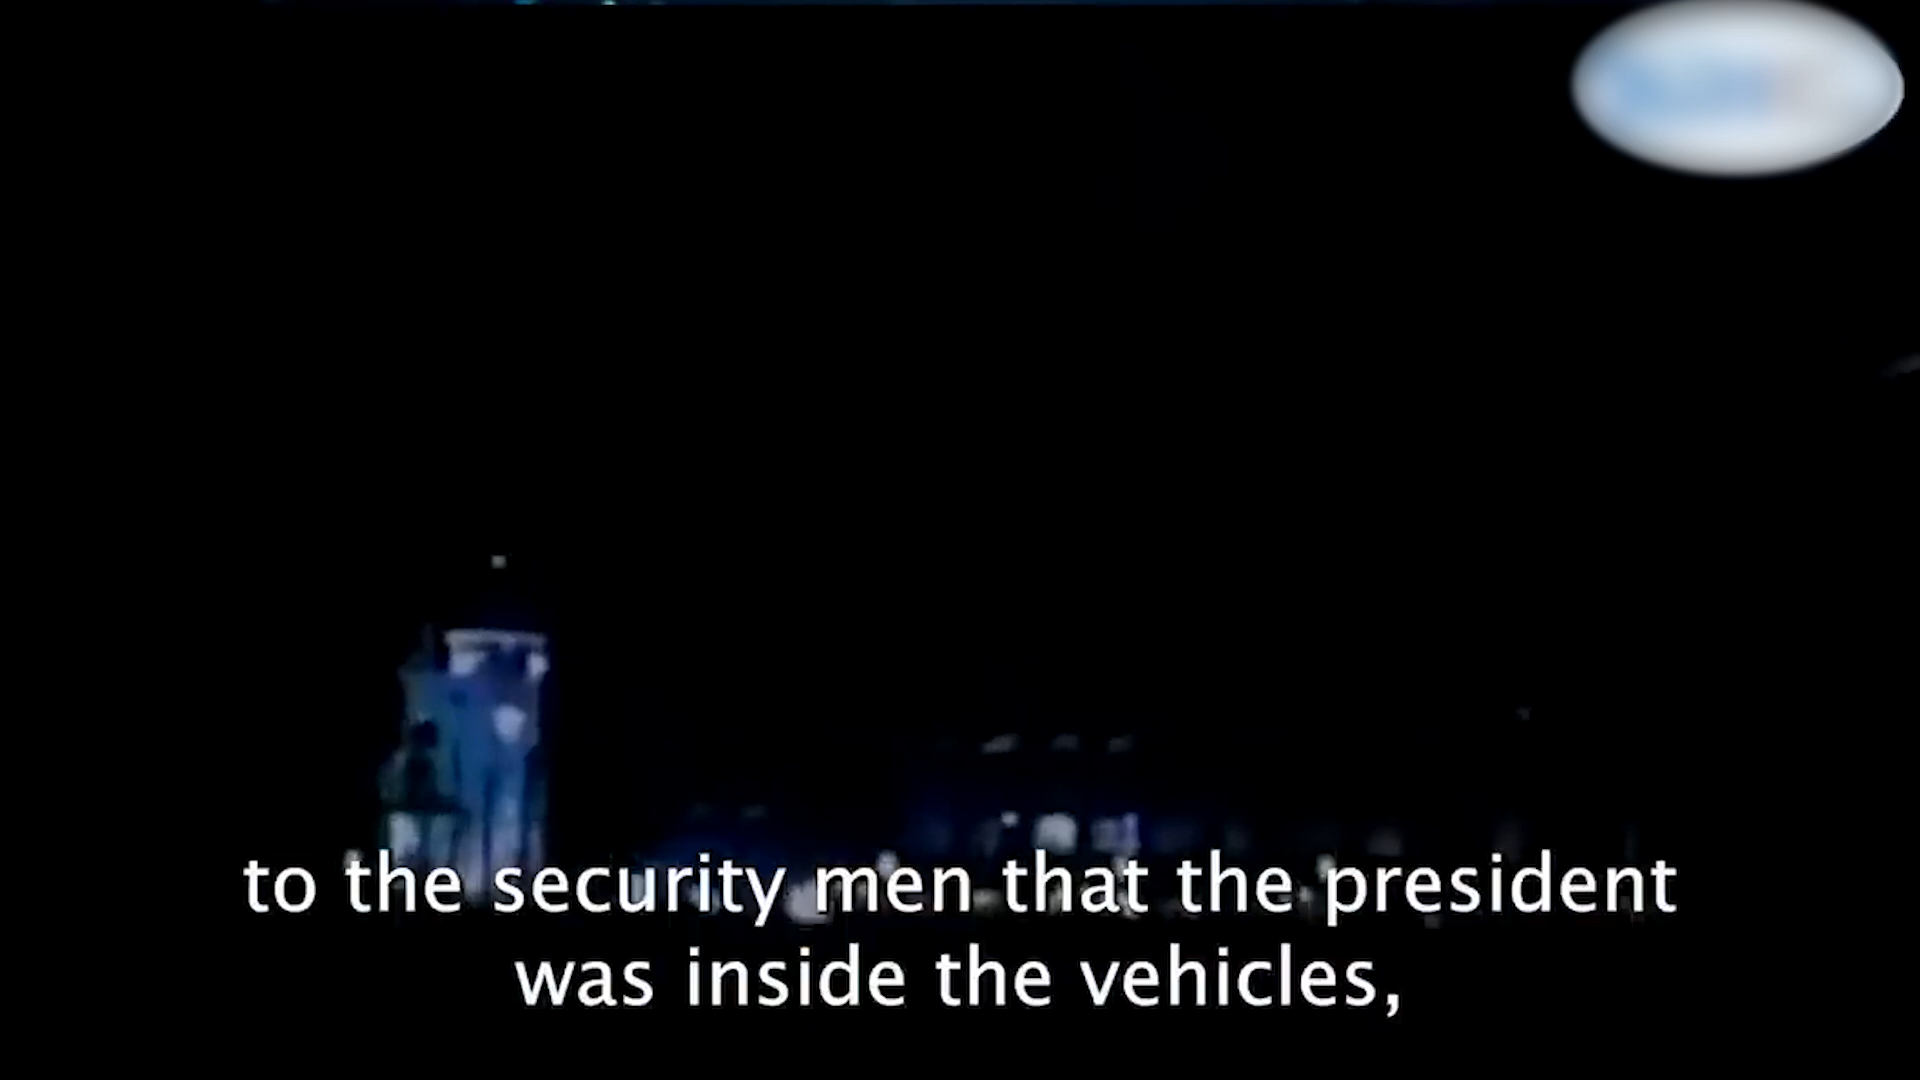 to the security men that the president
was inside the vehicles,